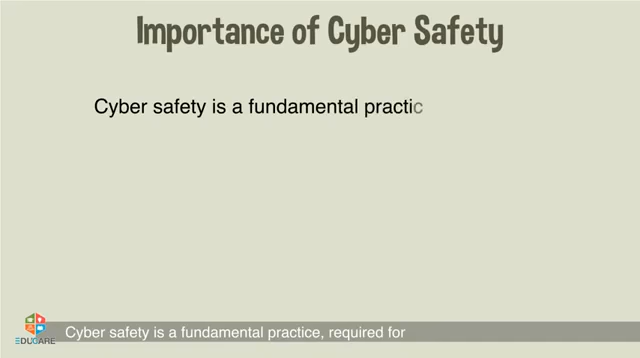 Importance of Cyber Safety
Cyber safety is a fundamental practic
Cyber safety is a fundamental practice, required for
EDUCARE